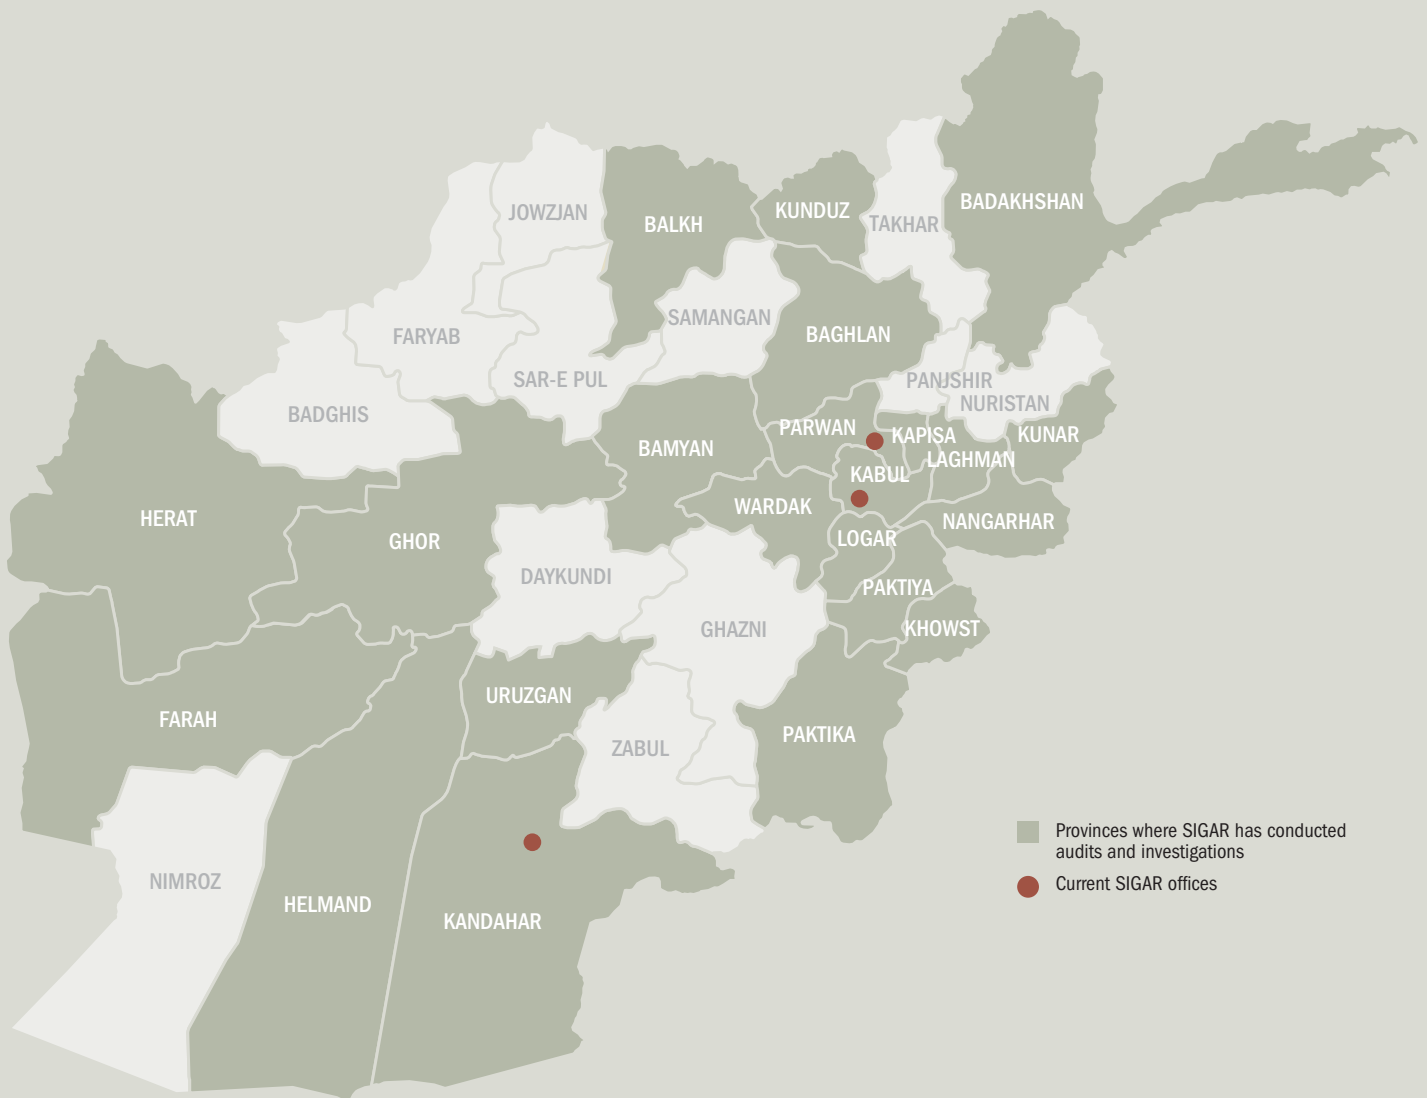 BADAKHSHAN
JOWZJAN
BALKH
KUNDUZ
TAKHAR
SAMANGAN
FARYAB
BAGHLAN
SAR-E PUL
PANJSHIR
NURISTAN
BADGHIS
PARWAN
KAPISA
KUNAR
BAMYAN
LAGHMAN
KABUL
WARDAK
HERAT
NANGARHAR
GHOR
LOGAR
DAYKUNDI
PAKTIYA
GHAZNI
KHOWST
URUZGAN
FARAH
PAKTIKA
ZABUL
NIMROZ
HELMAND
KANDAHAR
Provinces where SIGAR has conducted
audits and investigations
Current SIGAR offices